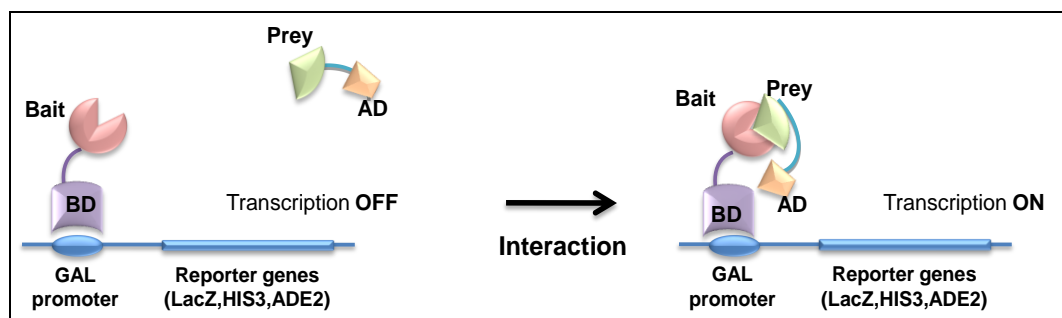 Prey
AD
Bait
BD
Transcription OFF
GAL
promoter
Reporter genes
(LacZ,HIS3,ADE2)
Interaction
Bait
Prey
AD
BD
Transcription ON
GAL
promoter
Reporter genes
(LacZ,HIS3,ADE2)